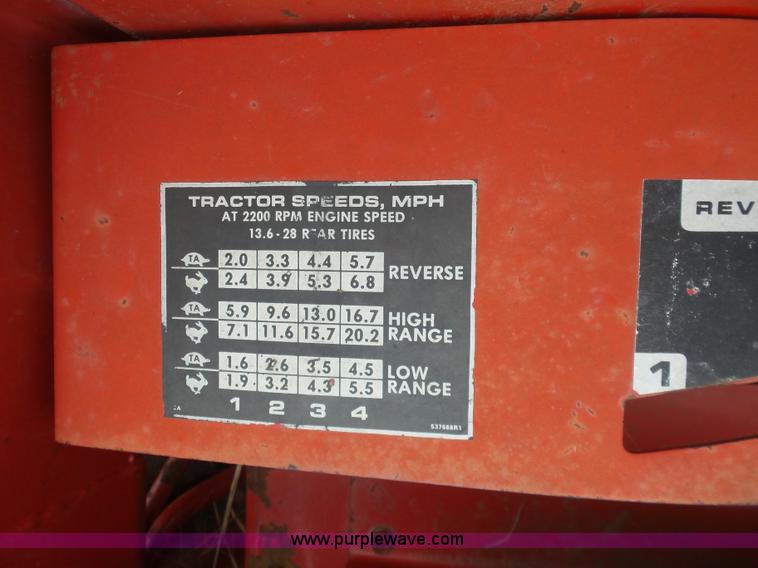 TRACTOR SPEEDS, MPH
AT 2200 RPM ENGINE SPEED
13.6-28 REAR TIRES
TA 2.0 3.3 4.4 5.7
2.4 3.9 5.3 6.8
REVERSE
TA 5.9 9.6 13.0 16.7
7.1 11.6 15.7 20.2
HIGH
RANGE
TA 1.6 2.6 3.5 4.5
1.9 3.2 4.3 5.5
LOW
RANGE
1 2 3 4
537688R1
REV
1
www.purplewave.com